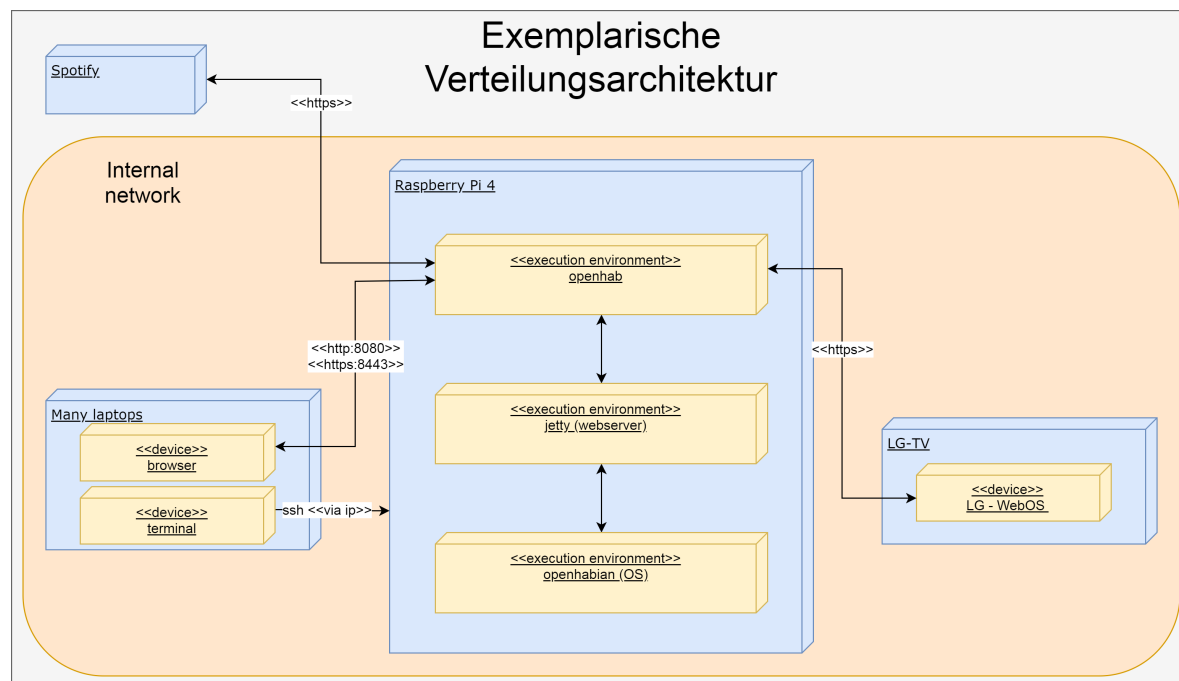 Exemplarische
Verteilungsarchitektur
Spotify
<<https>>
Internal
network
Raspberry Pi 4
<<execution environment>>
openhab
<<http:8080>>
<<https:8443>>
<<https>>
Many laptops
<<device>>
browser
<<device>>
terminal
ssh <<via ip>>
<<execution environment>>
jetty (webserver)
<<execution environment>>
openhabian (OS)
LG-TV
<<device>>
LG - WebOS